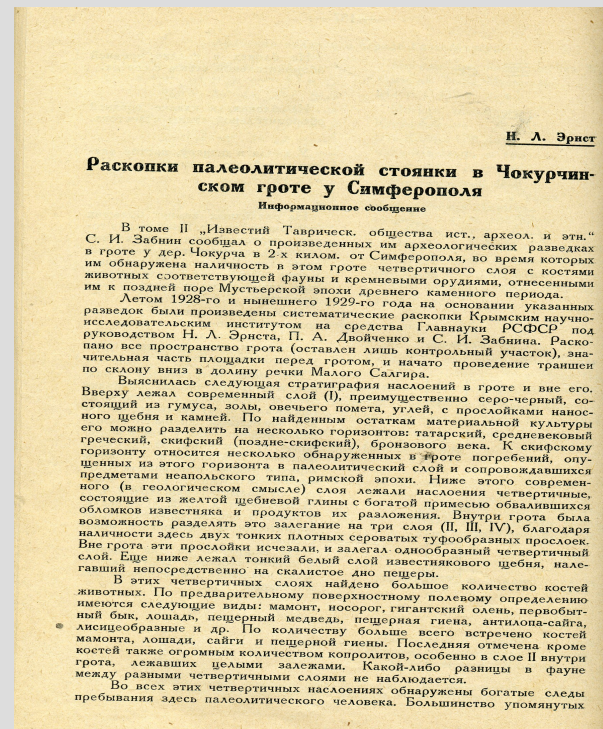 Н. Л. Эрнст
Раскопки палеолитической стоянки в Чокурчин-
ском гроте у Симферополя
Информационное сообщение
В томе II „Известий Таврическ. общества ист., археол. и этн.“
С. И. Забнин сообщал о произведенных им археологических разведках
в гроте у дер. Чокурча в 2-х килом. от Симферополя, во время которых
им обнаружена наличность в этом гроте четвертичного слоя с костями
животных соответствующей фауны и кремневыми орудиями, отнесенными
им к поздней поре Мустьерской эпохи древнего каменного периода.
Летом 1928-го и нынешнего 1929-го года на основании указанных
разведок были произведены систематические раскопки Крымским научно-
исследовательским институтом на средства Главнауки РСФСР под
руководством Н. Л. Эрнста, П. А. Двойченко и С. И. Забнина. Раско-
пано все пространство грота (оставлен лишь контрольный участок), зна-
чительная часть площадки перед гротом, и начато проведение траншеи
по склону вниз в долину речки Малого Салгира.
Выяснилась следующая стратиграфия наслоений в гроте и вне его.
Вверху лежал современный слой (I), преимущественно серо-черный, со-
стоящий из гумуса, золы, овечьего помета, углей, с прослойками нанос-
ного щебня и камней. По найденным остаткам материальной культуры
его можно разделить на несколько горизонтов: татарский, средневековый
греческий, скифский (поздне-скифский), бронзового века. К скифскому
горизонту относится несколько обнаруженных в гроте погребений, опу-
щенных из этого горизонта в палеолитический слой и сопровождавшихся
предметами неапольского типа, римской эпохи. Ниже этого современ-
ного (в геологическом смысле) слоя лежали наслоения четвертичные,
состоящие из желтой щебневой глины с богатой примесью обвалившихся
обломков известняка и продуктов их разложения. Внутри грота была
возможность разделять это залегание на три слоя (II, III, IV), благодаря
наличности здесь двух тонких плотных сероватых туфообразных прослоек.
Вне грота эти прослойки исчезали, и залегал однообразный четвертичный
слой. Еще ниже лежал тонкий белый слой известнякового щебня, нале-
гавший непосредственно на скалистое дно пещеры.
В этих четвертичных слоях найдено большое количество костей
животных. По предварительному поверхностному полевому определению
имеются следующие виды: мамонт, носорог, гигантский олень, первобыт-
ный бык, лошадь, пещерный медведь, пещерная гиена, антилопа-сайга,
лисицеобразные и др. По количеству больше всего встречено костей
мамонта, лошади, сайги и пещерной гиены. Последняя отмечена кроме
костей также огромным количеством копролитов, особенно в слое II внутри
грота, лежавших целыми залежами. Какой-либо разницы в фауне
между разными четвертичными слоями не наблюдается.
Во всех этих четвертичных наслоениях обнаружены богатые следы
пребывания здесь палеолитического человека. Большинство упомянутых